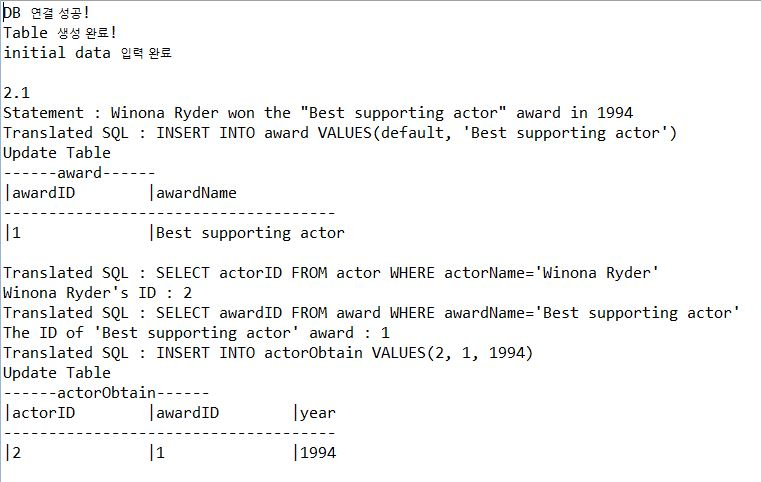 DB 연결 성공!
Table 생성 완료!
initial data 입력 완료
2.1
Statement : Winona Ryder won the "Best supporting actor" award in 1994
Translated SQL : INSERT INTO award VALUES(default, 'Best supporting actor')
Update Table
------award------
|awardID        |awardName
-------------------------------------
|1              |Best supporting actor
Translated SQL : SELECT actorID FROM actor WHERE actorName='Winona Ryder'
Winona Ryder's ID : 2
Translated SQL : SELECT awardID FROM award WHERE awardName='Best supporting actor'
The ID of 'Best supporting actor' award : 1
Translated SQL : INSERT INTO actorObtain VALUES(2, 1, 1994)
Update Table
------actorObtain------
|actorID        |awardID        |year
-------------------------------------
|2              |1              |1994